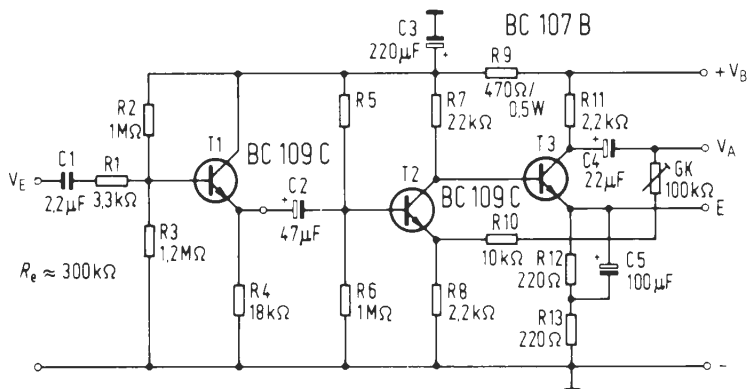 C3
220µF
+
BC 107 B
R9
470Ω/
0,5W
+V_B
R2
1MΩ
R5
R7
22kΩ
R11
2,2kΩ
T1
BC 109 C
T2
BC 109 C
T3
+
C4
22µF
V_A
GK
100kΩ
V_E
C1
2,2µF
R1
3,3kΩ
+
C2
47µF
R10
10kΩ
E
R3
1,2MΩ
R_e ≈ 300kΩ
R4
18kΩ
R6
1MΩ
R8
2,2kΩ
R12
220Ω
+
C5
100µF
R13
220Ω
-